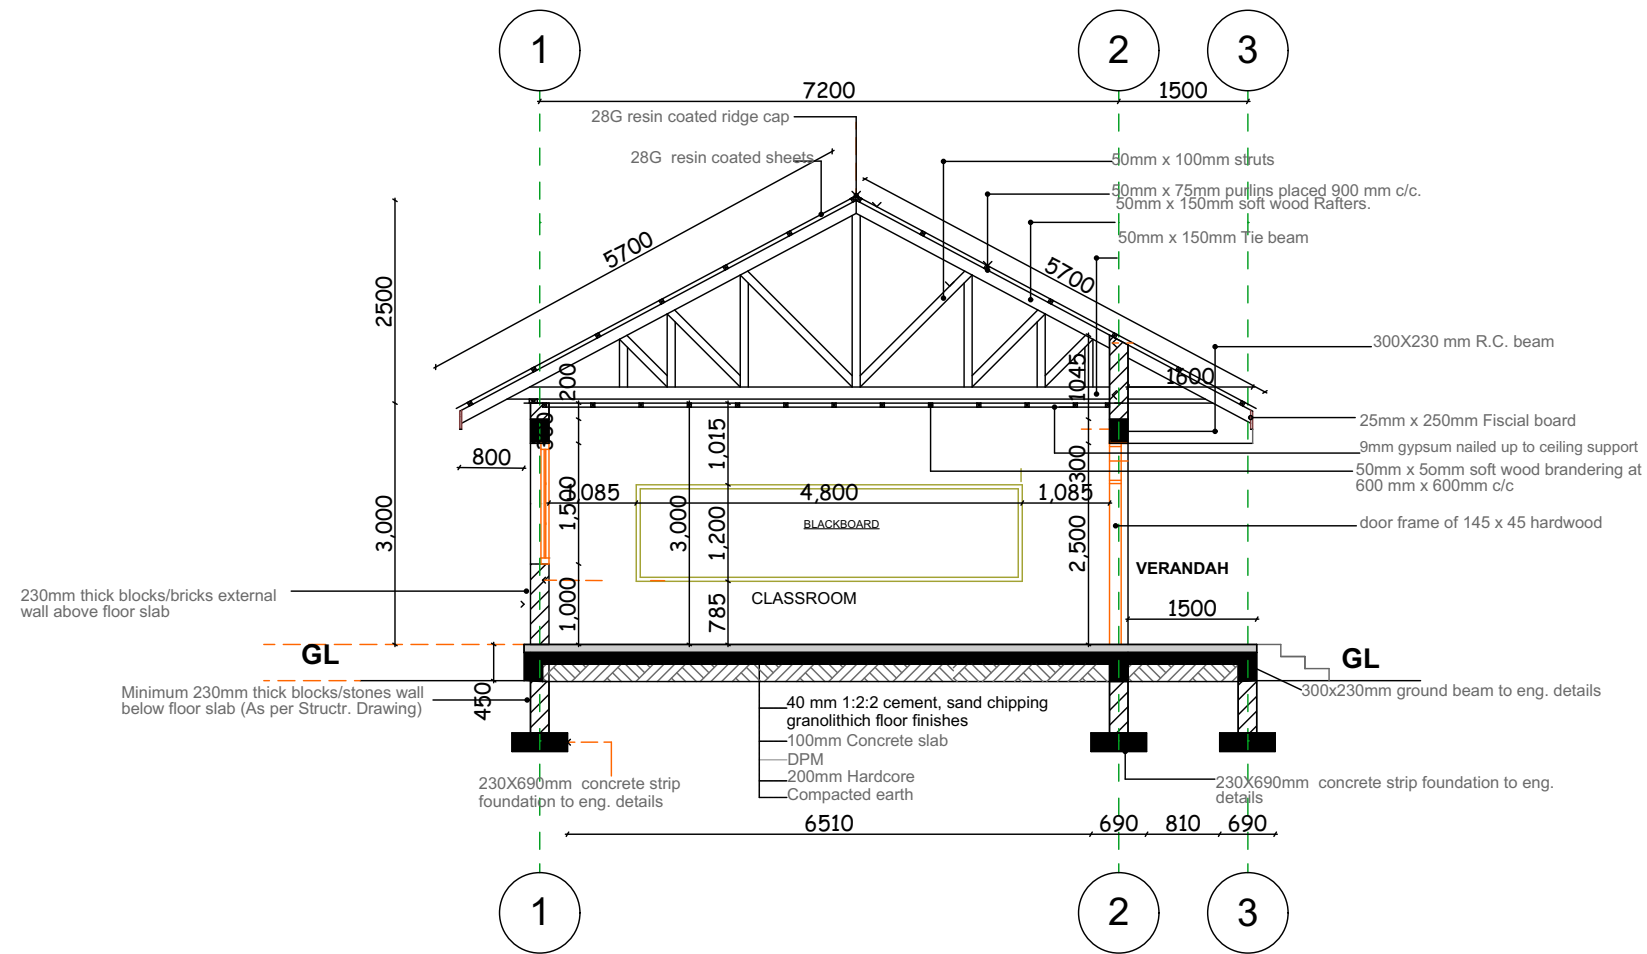 1
2
3
7200
1500
28G resin coated ridge cap
28G resin coated sheets
50mm x 100mm struts
50mm x 75mm purlins placed 900 mm c/c.
50mm x 150mm soft wood Rafters.
50mm x 150mm Tie beam
5700
5700
2500
300X230 mm R.C. beam
200
1045
1600
25mm x 250mm Fiscial board
9mm gypsum nailed up to ceiling support
50mm x 5omm soft wood brandering at
600 mm x 600mm c/c
800
1,015
300
4,800
1,085
3,000
1,500
3,000
1,200
2,500
BLACKBOARD
door frame of 145 x 45 hardwood
VERANDAH
230mm thick blocks/bricks external
wall above floor slab
1,000
785
CLASSROOM
1500
GL
GL
Minimum 230mm thick blocks/stones wall
below floor slab (As per Structr. Drawing)
450
300x230mm ground beam to eng. details
40 mm 1:2:2 cement, sand chipping
granolithich floor finishes
100mm Concrete slab
DPM
200mm Hardcore
Compacted earth
230X690mm concrete strip
foundation to eng. details
230X690mm concrete strip foundation to eng.
details
6510
690
810
690
1
2
3